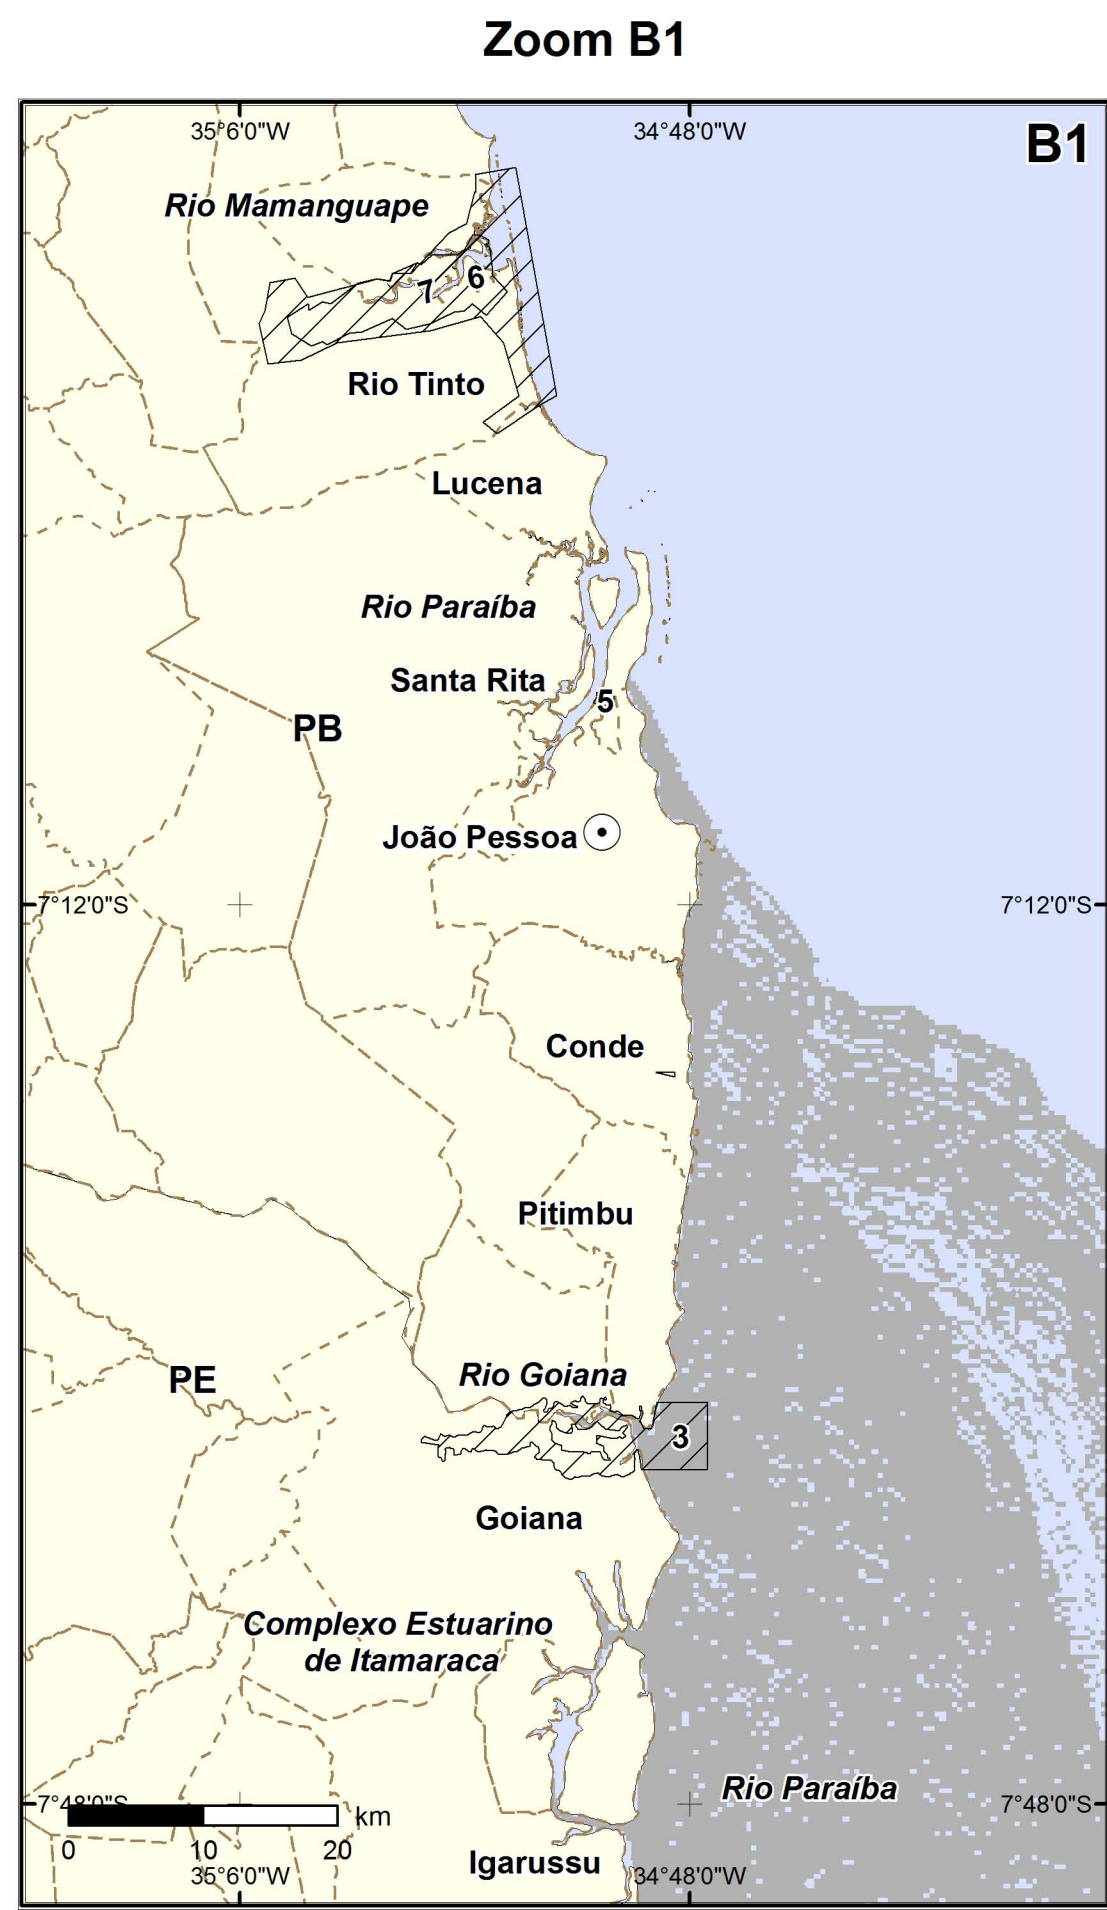 Zoom B1
35°6'0"W
34°48'0"W
B1
Rio Mamanguape
6
7
Rio Tinto
Lucena
Rio Paraíba
Santa Rita
5
PB
João Pessoa
7°12'0"S
7°12'0"S
Conde
Pitimbu
Rio Goiana
PE
3
Goiana
Complexo Estuarino
de Itamaraca
Rio Paraíba
7°48'0"S
7°48'0"S
km
0 10 20
Igarussu
35°6'0"W
34°48'0"W